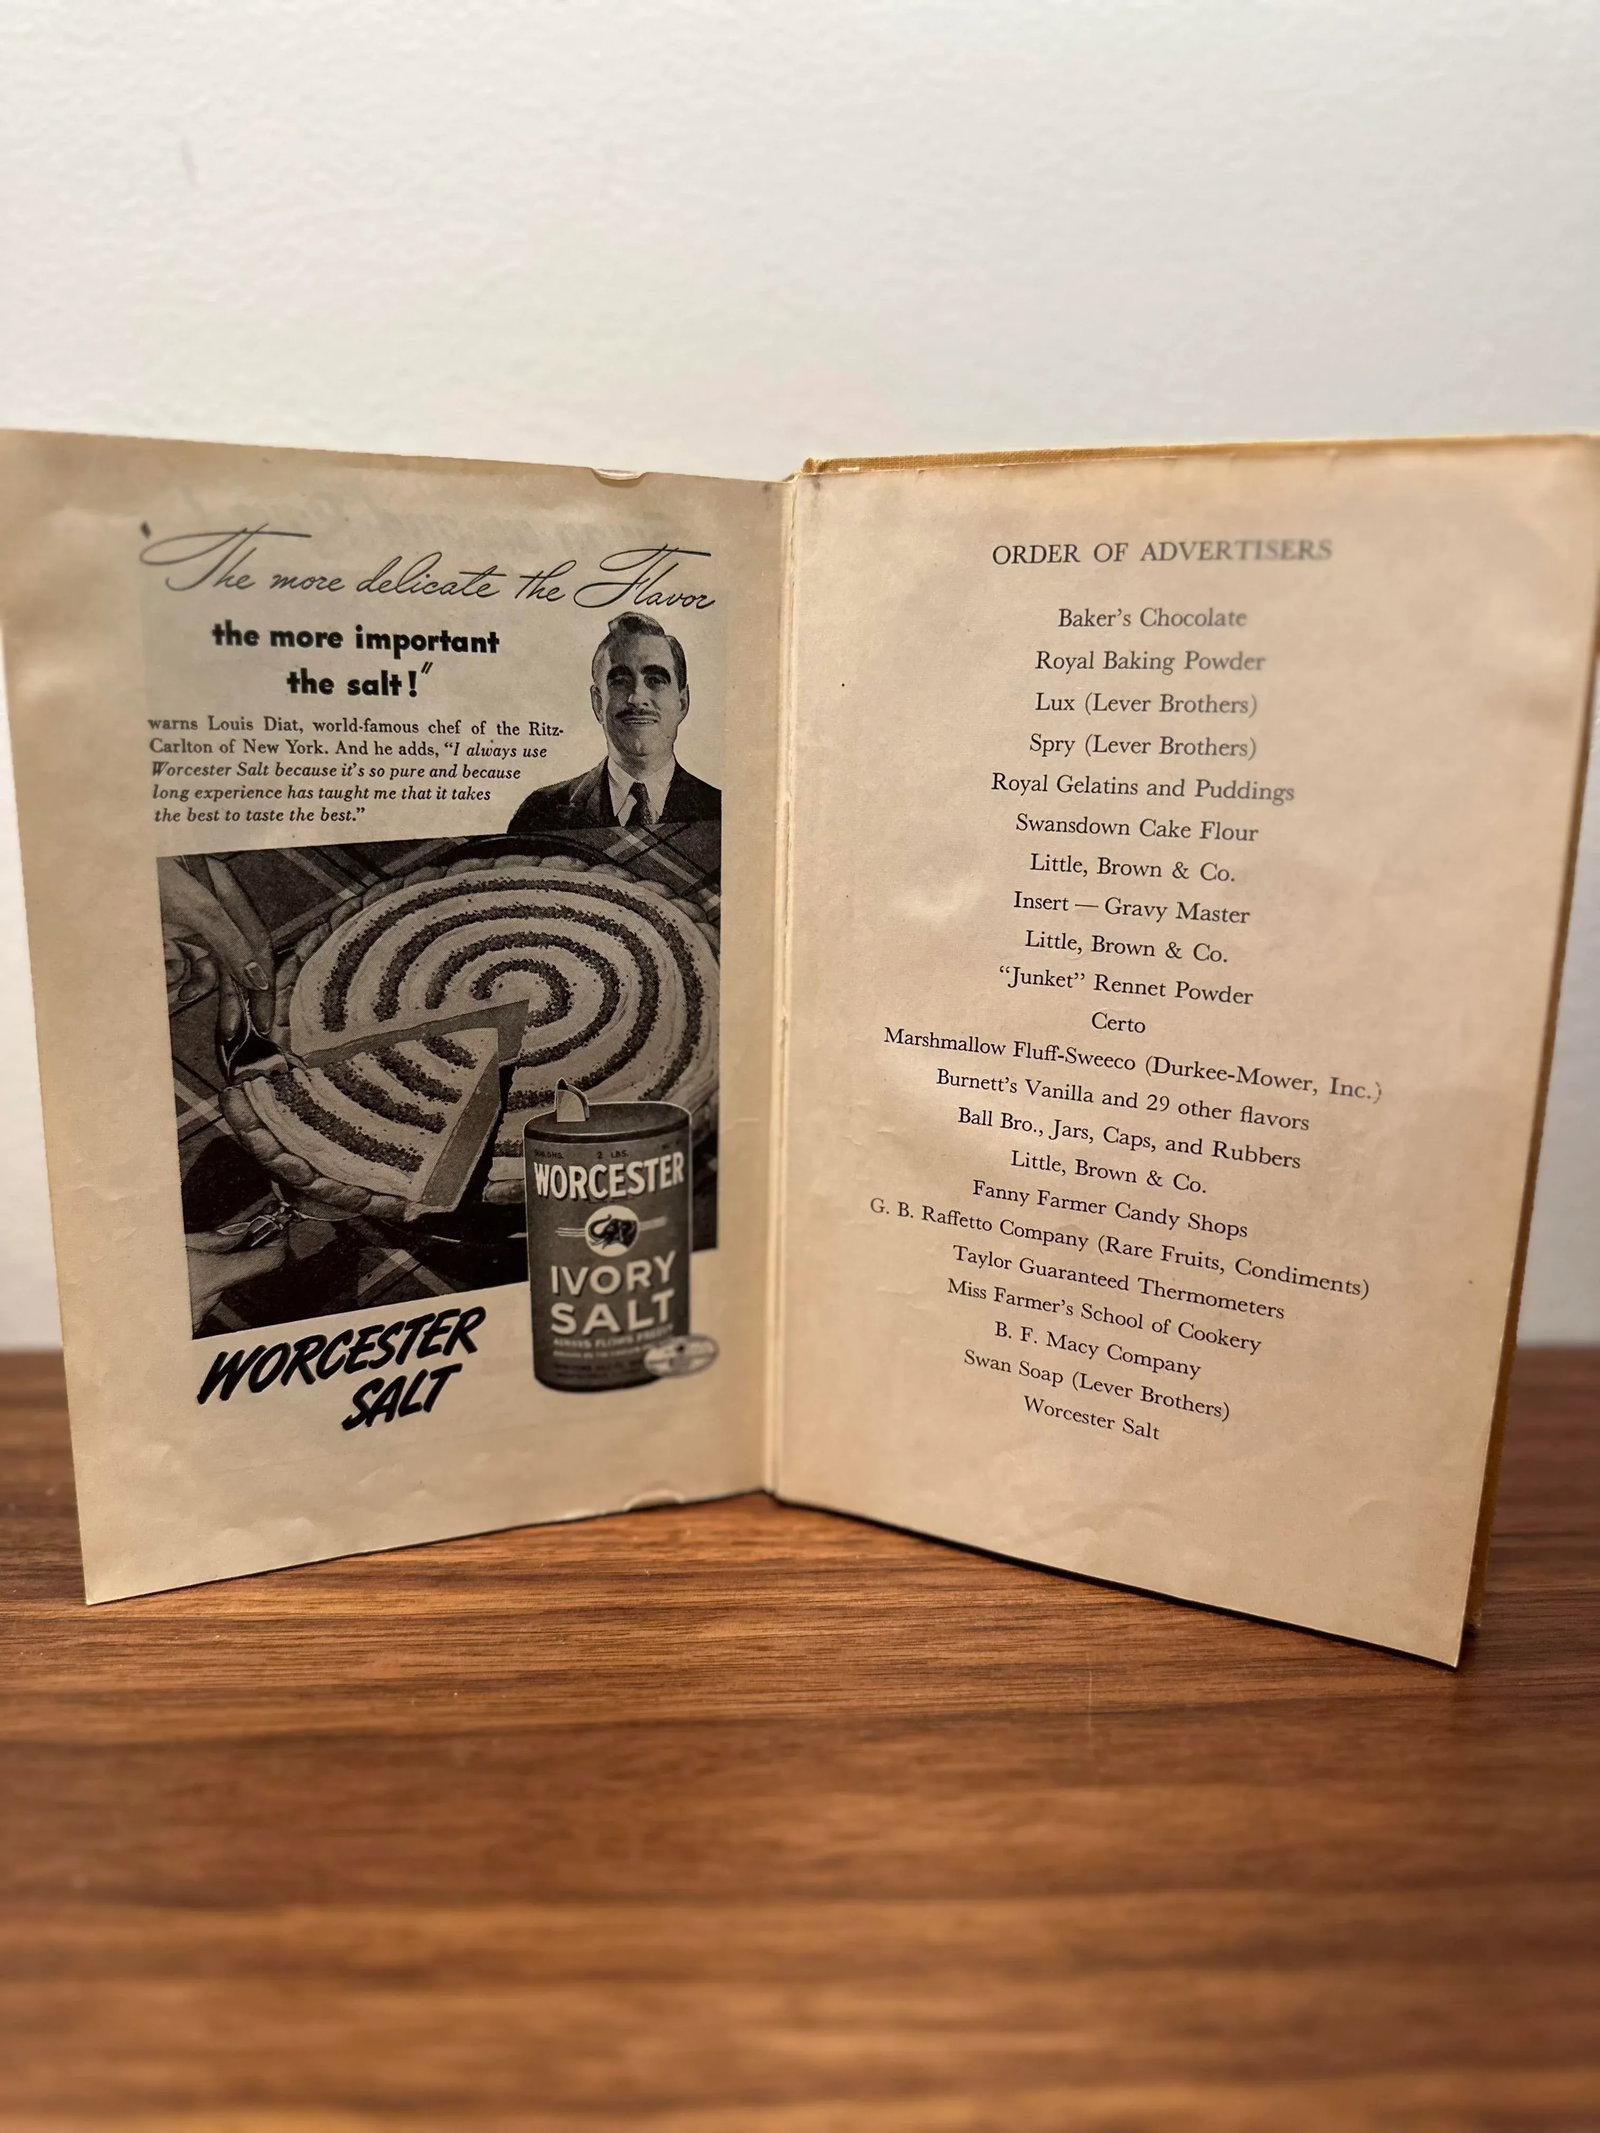 "The more delicate the Flavor
the more important
the salt!"
warns Louis Diat, world-famous chef of the Ritz-
Carlton of New York. And he adds, "I always use
Worcester Salt because it's so pure and because
long experience has taught me that it takes
the best to taste the best."
2 LBS.
WORCESTER
IVORY
SALT
WORCESTER
SALT
ORDER OF ADVERTISERS
Baker's Chocolate
Royal Baking Powder
Lux (Lever Brothers)
Spry (Lever Brothers)
Royal Gelatins and Puddings
Swansdown Cake Flour
Little, Brown & Co.
Insert — Gravy Master
Little, Brown & Co.
"Junket" Rennet Powder
Certo
Marshmallow Fluff-Sweeco (Durkee-Mower, Inc.)
Burnett's Vanilla and 29 other flavors
Ball Bro., Jars, Caps, and Rubbers
Little, Brown & Co.
Fanny Farmer Candy Shops
G. B. Raffetto Company (Rare Fruits, Condiments)
Taylor Guaranteed Thermometers
Miss Farmer's School of Cookery
B. F. Macy Company
Swan Soap (Lever Brothers)
Worcester Salt